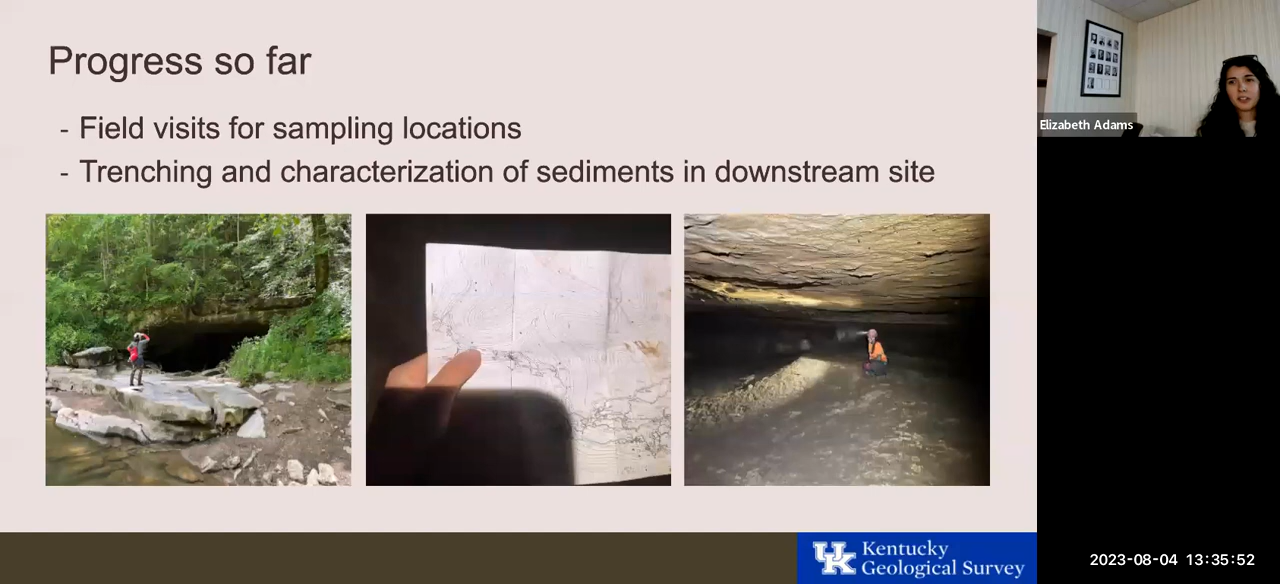 Progress so far
- Field visits for sampling locations
- Trenching and characterization of sediments in downstream site
Elizabeth Adams
UK Kentucky
Geological Survey
2023-08-04 13:35:52